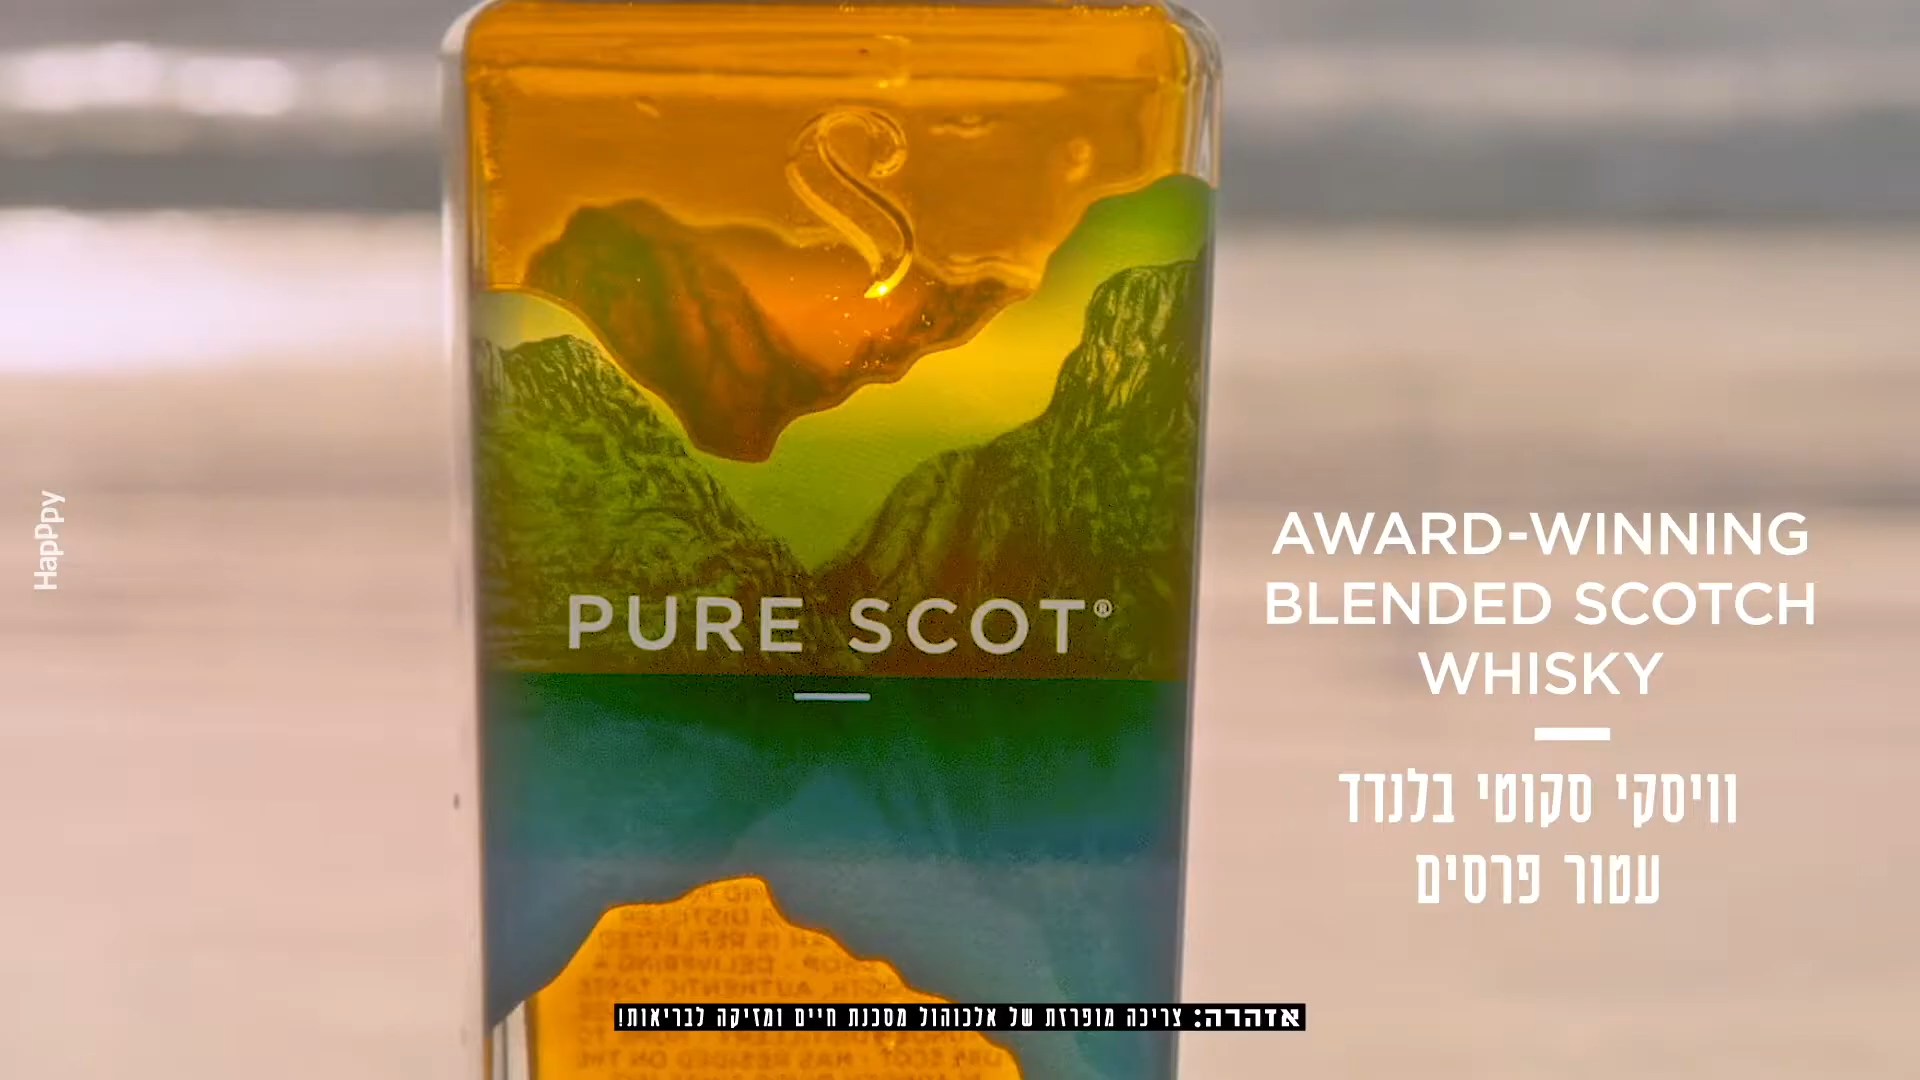 HapPpy
PURE SCOT®
AWARD-WINNING
BLENDED SCOTCH
WHISKY
וויסקי סקוטי בלנדד
עטור פרסים
אזהרה: צריכה מופרזת של אלכוהול מסכנת חיים ומזיקה לבריאות!